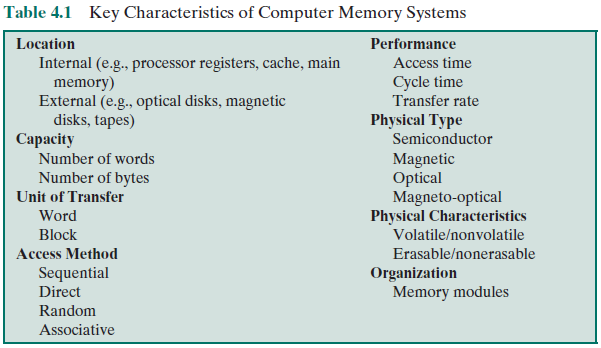 Table 4.1 Key Characteristics of Computer Memory Systems
Location
Internal (e.g., processor registers, cache, main
memory)
External (e.g., optical disks, magnetic
disks, tapes)
Capacity
Number of words
Number of bytes
Unit of Transfer
Word
Block
Access Method
Sequential
Direct
Random
Associative
Performance
Access time
Cycle time
Transfer rate
Physical Type
Semiconductor
Magnetic
Optical
Magneto-optical
Physical Characteristics
Volatile/nonvolatile
Erasable/nonerasable
Organization
Memory modules